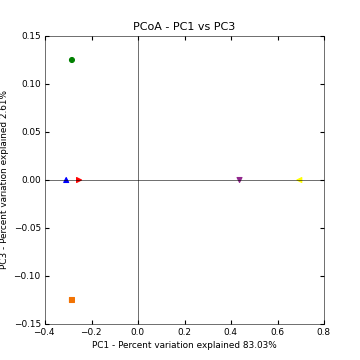 PCoA - PC1 vs PC3
0.15
0.10
0.05
0.00
−0.05
−0.10
−0.15
PC3 - Percent variation explained 2.61%
−0.4 −0.2 0.0 0.2 0.4 0.6 0.8
PC1 - Percent variation explained 83.03%